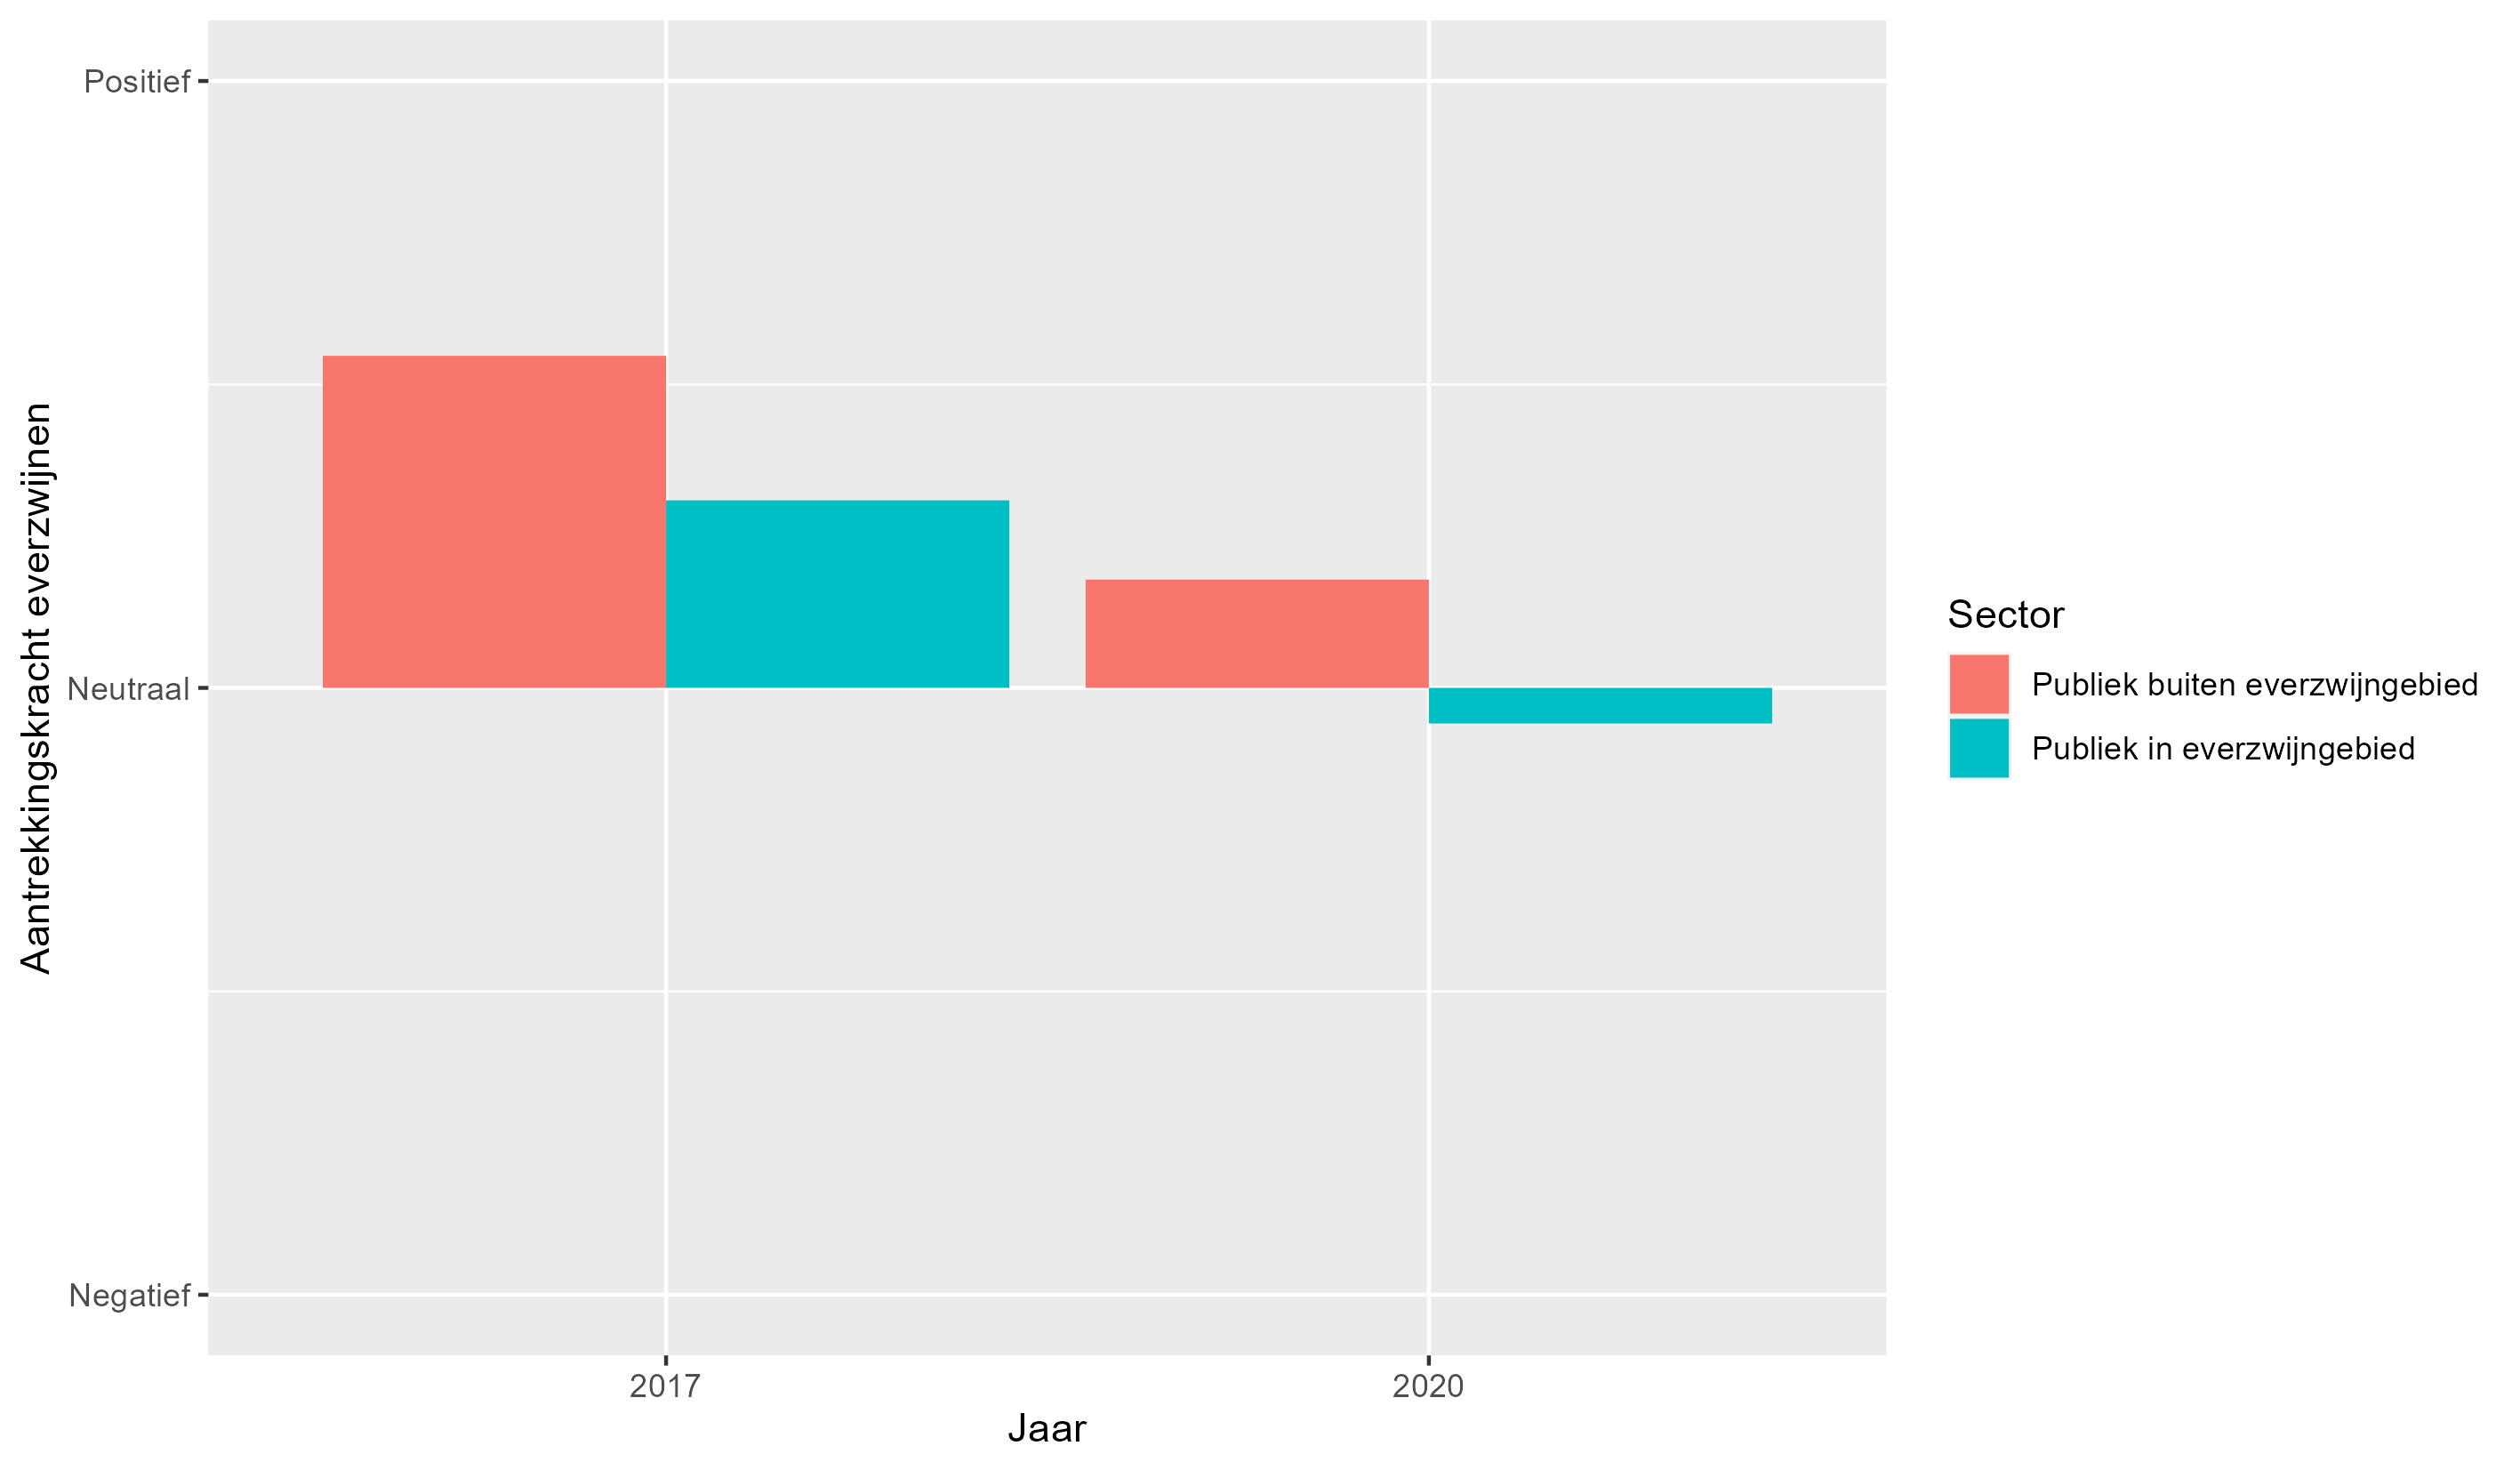 Positief
Neutraal
Negatief
Aantrekkingskracht everzwijnen
2017
2020
Jaar
Sector
Publiek buiten everzwijngebied
Publiek in everzwijngebied